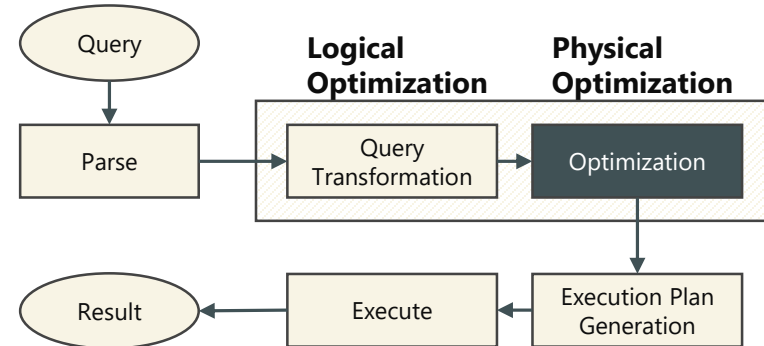 Query
Logical
Optimization
Physical
Optimization
Parse
Query
Transformation
Optimization
Result
Execute
Execution Plan
Generation